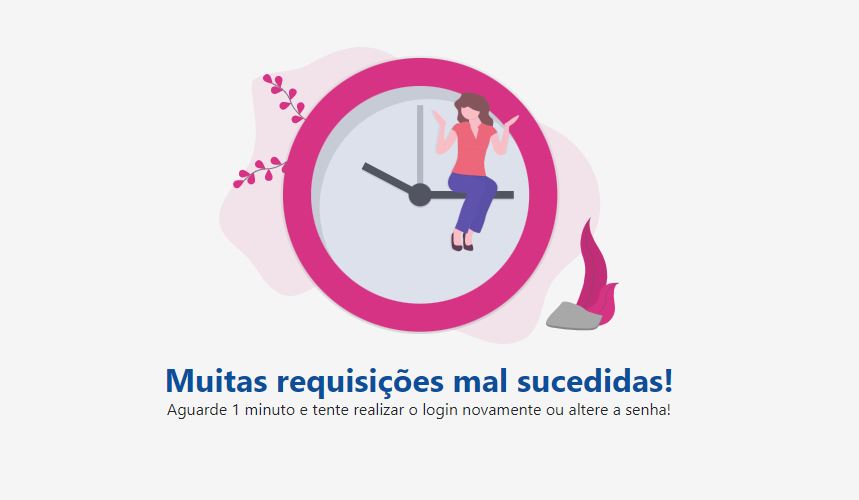 Muitas requisições mal sucedidas!
Aguarde 1 minuto e tente realizar o login novamente ou altere a senha!